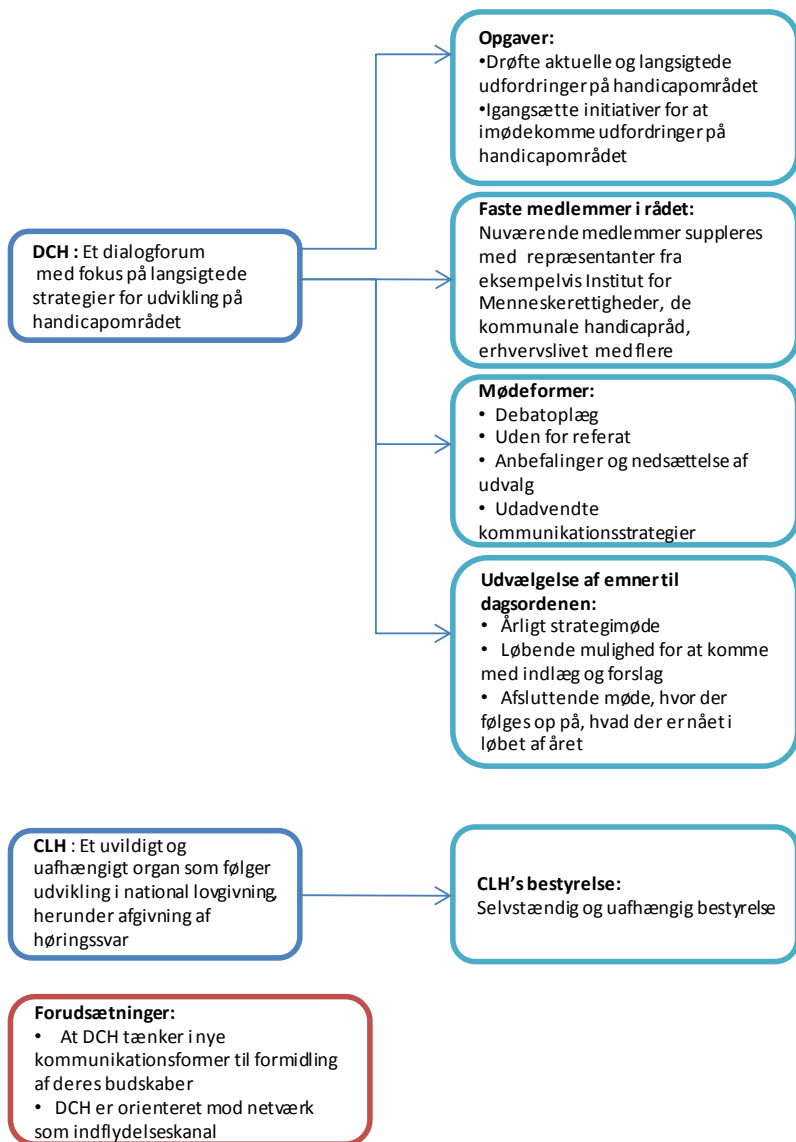 Opgaver:
•Drøfte aktuelle og langsigtede
udfordringer på handicapområdet
•Igangsætte initiativer for at
imødekomme udfordringer på
handicapområdet
DCH : Et dialogforum
med fokus på langsigtede
strategier for udvikling på
handicapområdet
Faste medlemmer i rådet:
Nuværende medlemmer suppleres
med repræsentanter fra
eksempelvis Institut for
Menneskerettigheder, de
kommunale handicapråd,
erhvervslivet med flere
Mødeformer:
• Debatoplæg
• Uden for referat
• Anbefalinger og nedsættelse af
udvalg
• Udadvendte
kommunikationsstrategier
Udvælgelse af emner til
dagsordenen:
• Årligt strategimøde
• Løbende mulighed for at komme
med indlæg og forslag
• Afsluttende møde, hvor der
følges op på, hvad der er nået i
løbet af året
CLH : Et uvildigt og
uafhængigt organ som følger
udvikling i national lovgivning,
herunder afgivning af
høringssvar
CLH's bestyrelse:
Selvstændig og uafhængig bestyrelse
Forudsætninger:
• At DCH tænker i nye
kommunikationsformer til formidling
af deres budskaber
• DCH er orienteret mod netværk
som indflydelseskanal